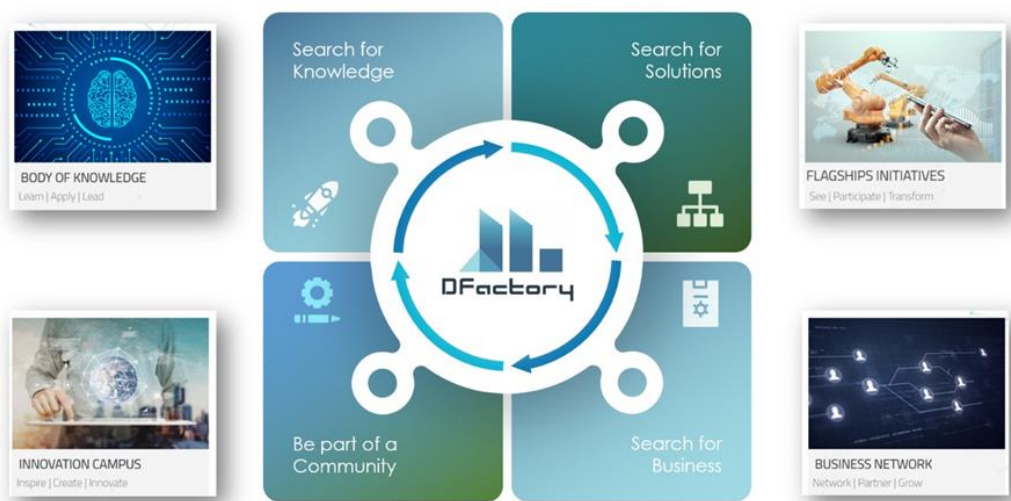 Search for
Knowledge
Search for
Solutions
BODY OF KNOWLEDGE
Learn | Apply | Lead
FLAGSHIPS INITIATIVES
See | Participate | Transform
DFactory
INNOVATION CAMPUS
Inspire | Create | Innovate
Be part of a
Community
Search for
Business
BUSINESS NETWORK
Network | Partner | Grow